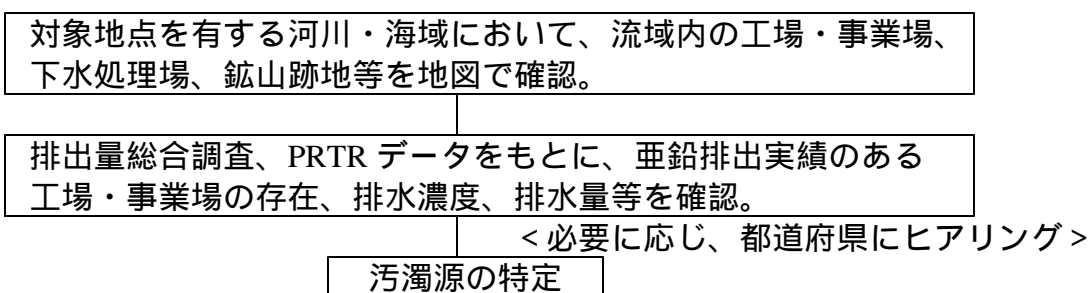 対象地点を有する河川・海域において、流域内の工場・事業場、
下水処理場、鉱山跡地等を地図で確認。
排出量総合調査、PRTR データをもとに、亜鉛排出実績のある
工場・事業場の存在、排水濃度、排水量等を確認。
<必要に応じ、都道府県にヒアリング>
汚濁源の特定